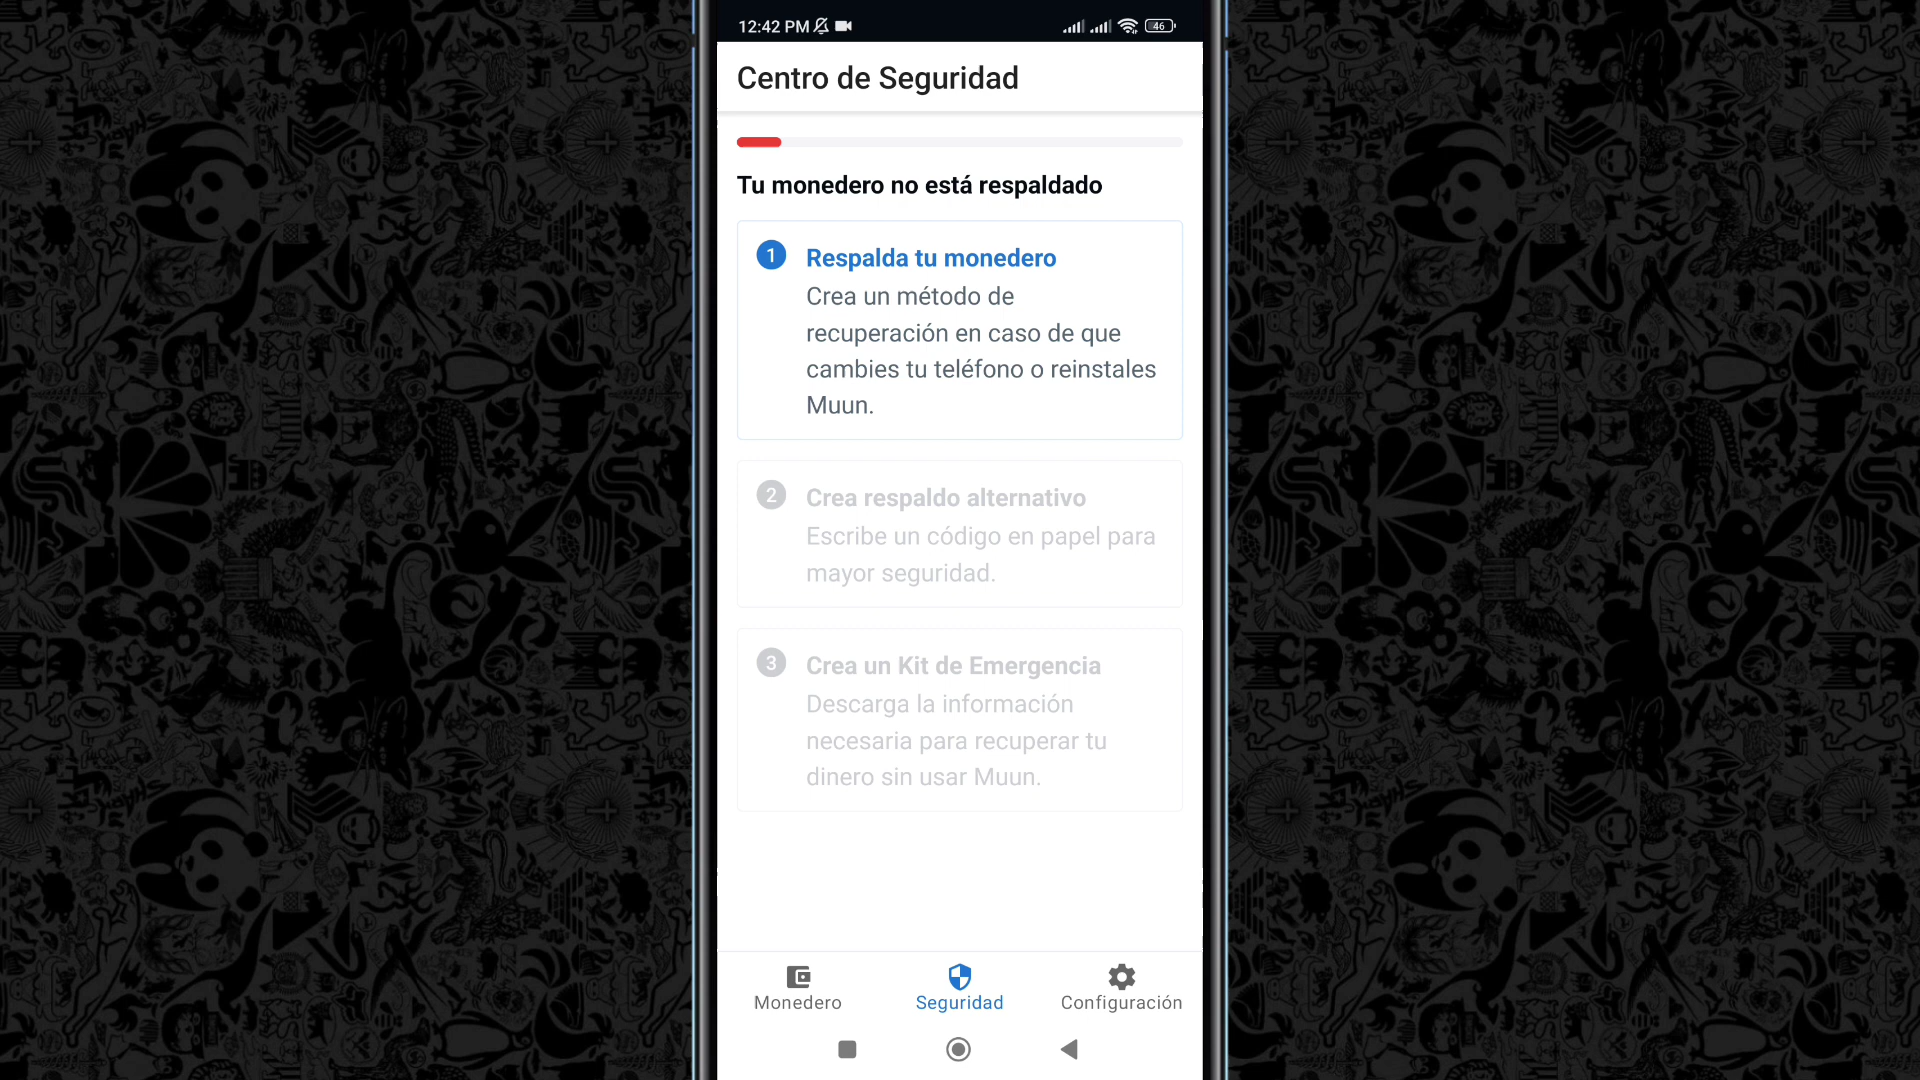 12:42 PM
46
Centro de Seguridad
Tu monedero no está respaldado
1
Respalda tu monedero
Crea un método de
recuperación en caso de que
cambies tu teléfono o reinstales
Muun.
2
Crea respaldo alternativo
Escribe un código en papel para
mayor seguridad.
3
Crea un Kit de Emergencia
Descarga la información
necesaria para recuperar tu
dinero sin usar Muun.
Monedero
Seguridad
Configuración